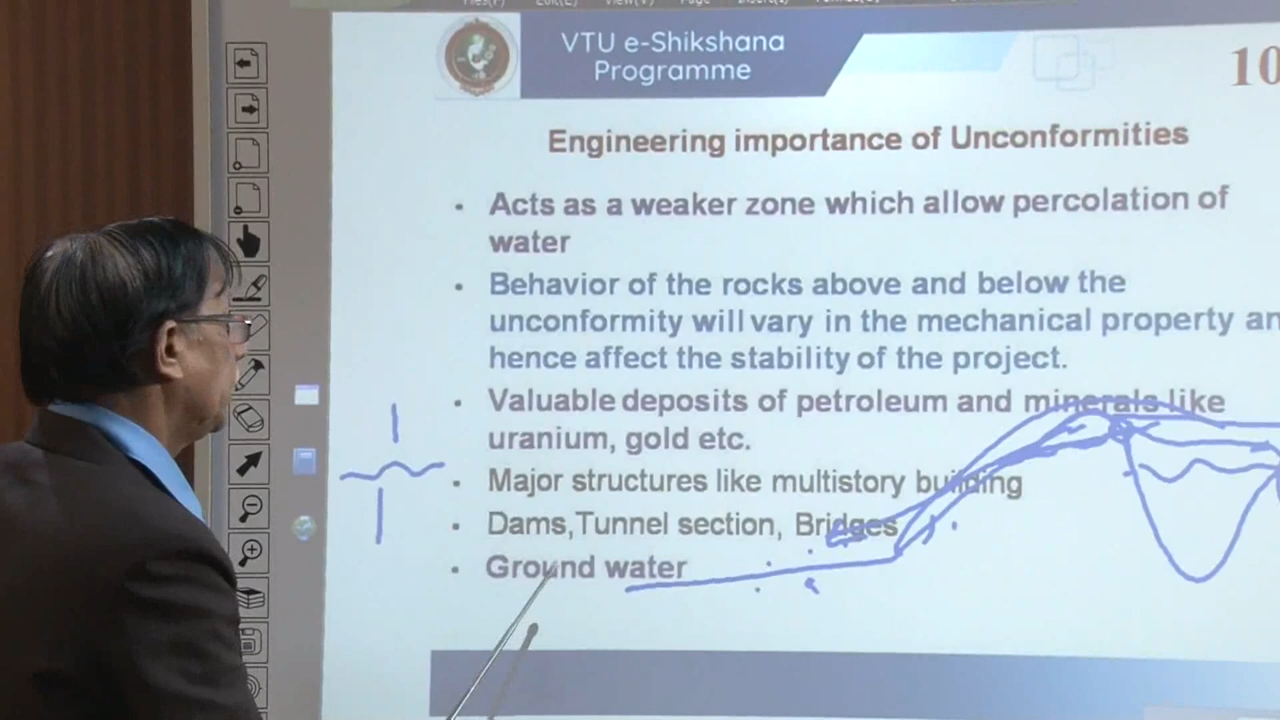 VTU e-Shikshana
Programme
10
Engineering importance of Unconformities
• Acts as a weaker zone which allow percolation of
water
• Behavior of the rocks above and below the
unconformity will vary in the mechanical property an
hence affect the stability of the project.
• Valuable deposits of petroleum and minerals like
uranium, gold etc.
• Major structures like multistory building
• Dams,Tunnel section, Bridges
• Ground water